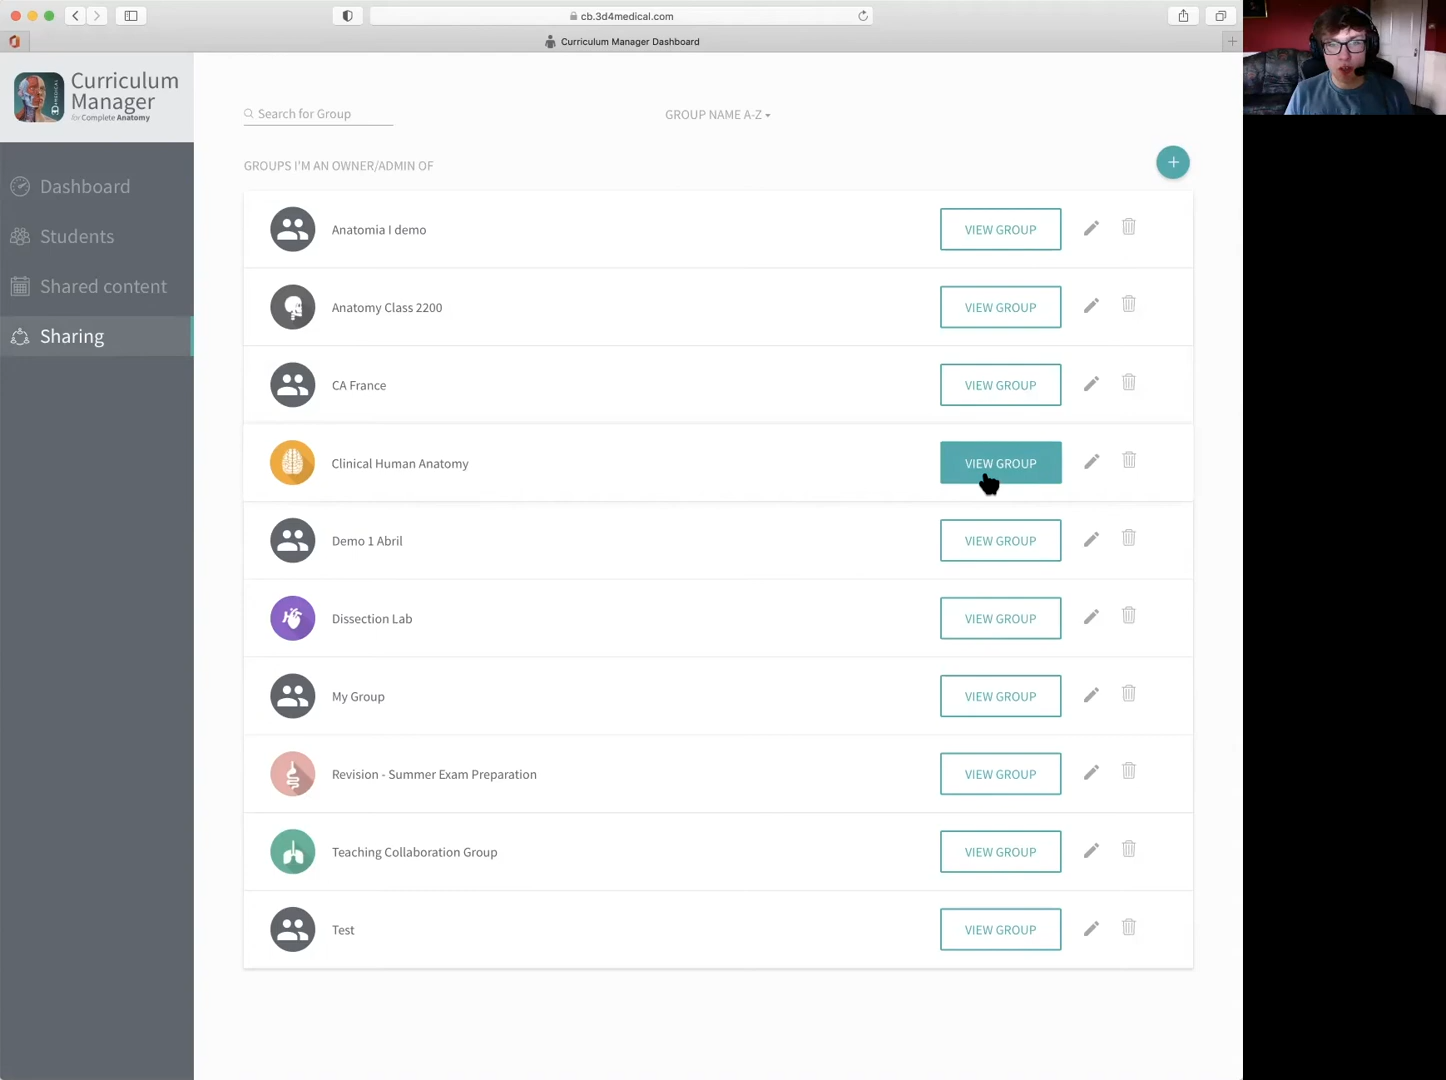 cb.3d4medical.com
Curriculum Manager Dashboard
Curriculum
Manager
for Complete Anatomy
3D4MEDICAL
Dashboard
Students
Shared content
Sharing
Search for Group
GROUP NAME A-Z
GROUPS I'M AN OWNER/ADMIN OF
Anatomia I demo
VIEW GROUP
Anatomy Class 2200
VIEW GROUP
CA France
VIEW GROUP
Clinical Human Anatomy
VIEW GROUP
Demo 1 Abril
VIEW GROUP
Dissection Lab
VIEW GROUP
My Group
VIEW GROUP
Revision - Summer Exam Preparation
VIEW GROUP
Teaching Collaboration Group
VIEW GROUP
Test
VIEW GROUP